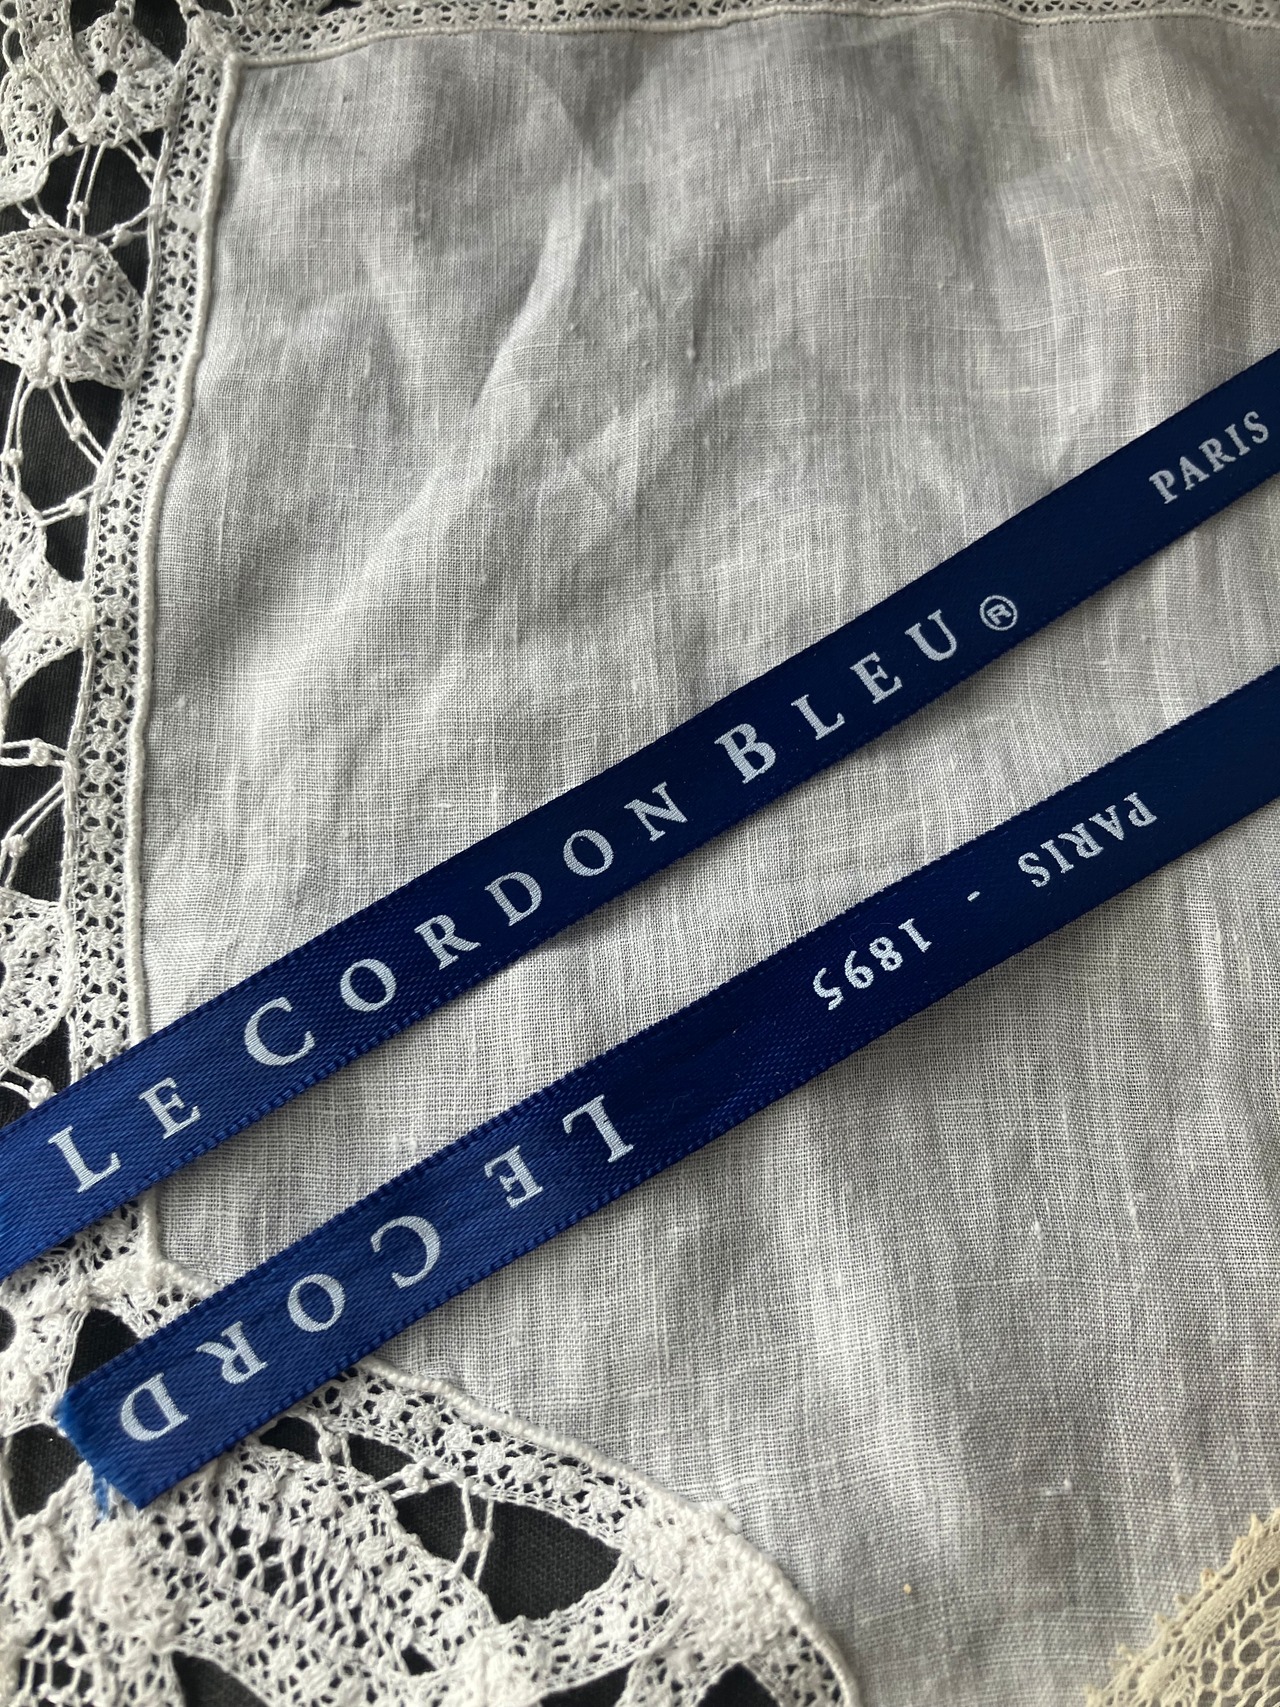 LE CORDON BLEU® PARIS
PARIS - 1895 LE CORD